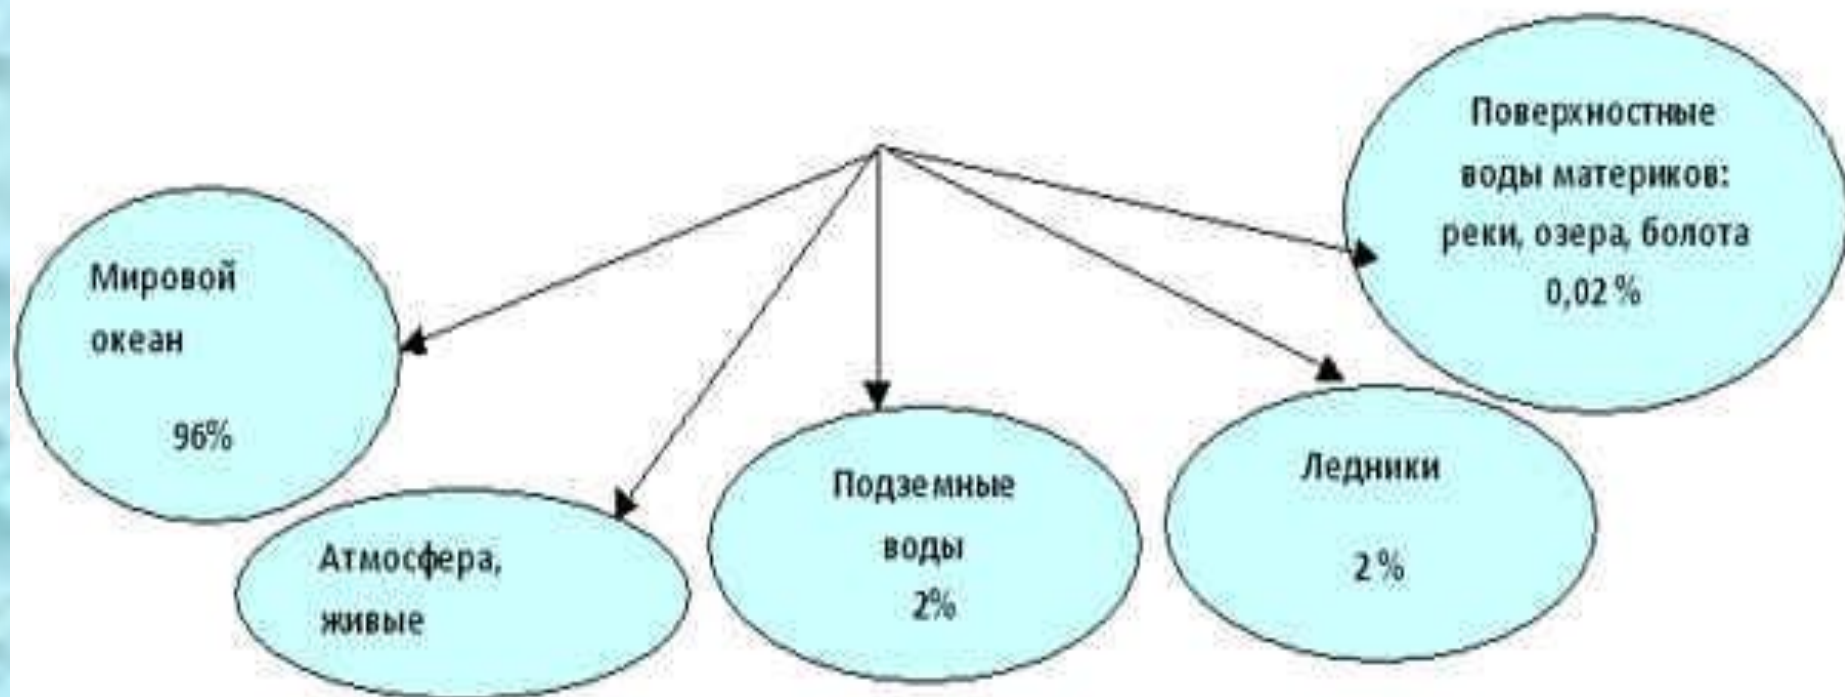 Мировой
океан
96%
Атмосфера,
живые
Подземные
воды
2%
Ледники
2%
Поверхностные
воды материков:
реки, озера, болота
0,02 %